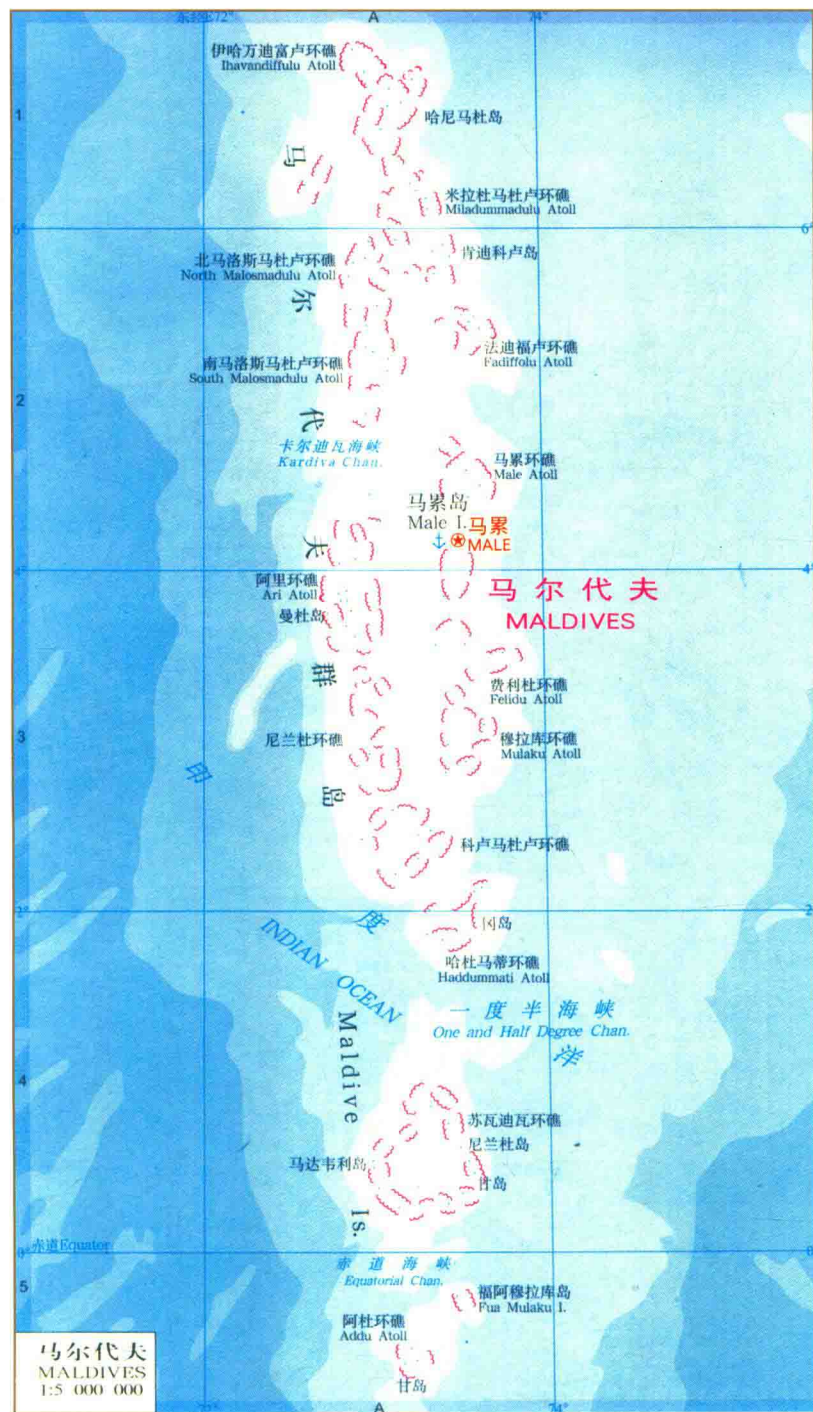 东经E72°
A
74°
伊哈万迪富卢环礁
Ihavandiffulu Atoll
1
哈尼马杜岛
马
米拉杜马杜卢环礁
Miladummadulu Atoll
6°
6°
北马洛斯马杜卢环礁
North Malosmadulu Atoll
肯迪科卢岛
尔
法迪福卢环礁
Fadiffolu Atoll
南马洛斯马杜卢环礁
South Malosmadulu Atoll
2
代
卡尔迪瓦海峡
Kardiva Chan.
马累环礁
Male Atoll
马累岛
Male I.
马累
MALE
夫
4°
4°
阿里环礁
Ari Atoll
曼杜岛
马尔代夫
MALDIVES
群
费利杜环礁
Felidu Atoll
3
尼兰杜环礁
穆拉库环礁
Mulaku Atoll
印
岛
科卢马杜卢环礁
2°
2
度
冈岛
INDIAN OCEAN
哈杜马蒂环礁
Haddummati Atoll
一度半海峡
One and Half Degree Chan.
洋
Maldive
4
苏瓦迪瓦环礁
尼兰杜岛
马达韦利岛
甘岛
Is.
0°
赤道Equator
赤道海峡
Equatorial Chan.
5
福阿穆拉库岛
Fua Mulaku I.
阿杜环礁
Addu Atoll
甘岛
马尔代夫
MALDIVES
1:5 000 000
72°
A
74°